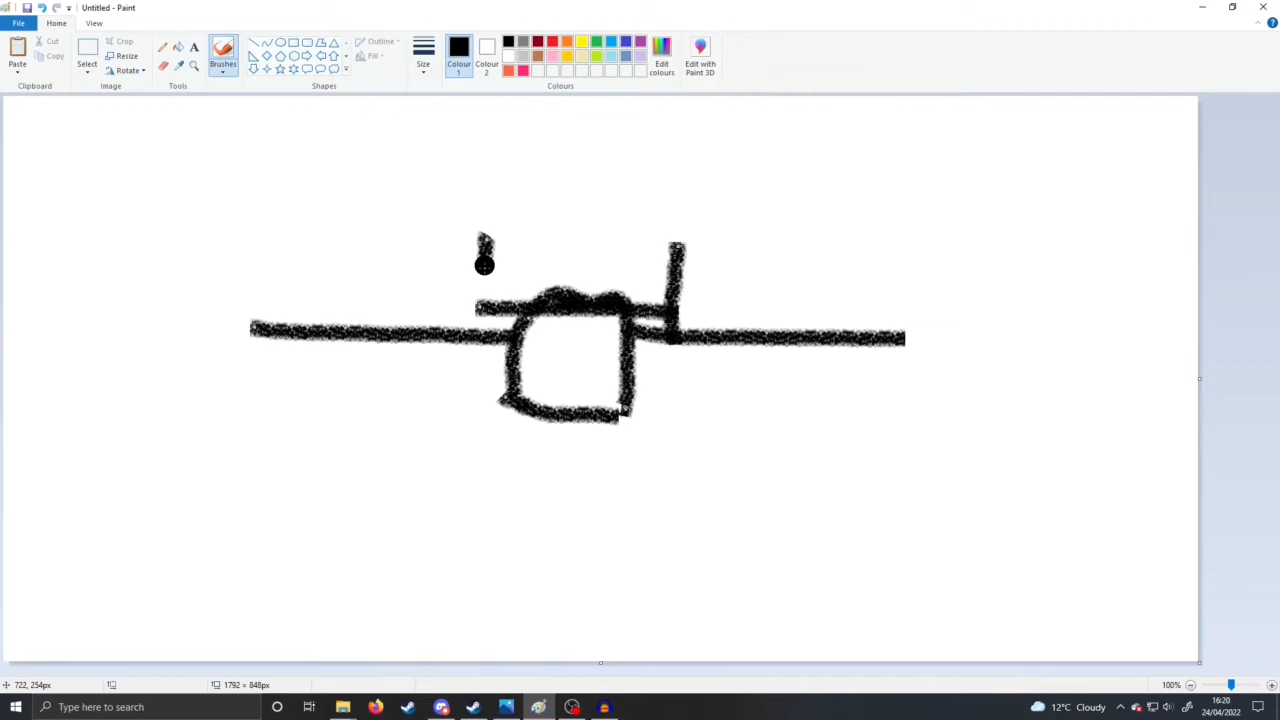 Untitled - Paint
File
Home
View
Paste
Cut
Copy
Clipboard
Select
Crop
Resize
Rotate
Image
A
Tools
Brushes
Shapes
Outline
Fill
Size
Colour 1
Colour 2
Edit colours
Colours
Edit with Paint 3D
722, 254px
1792 × 848px
100%
Type here to search
12°C Cloudy
16:20
24/04/2022